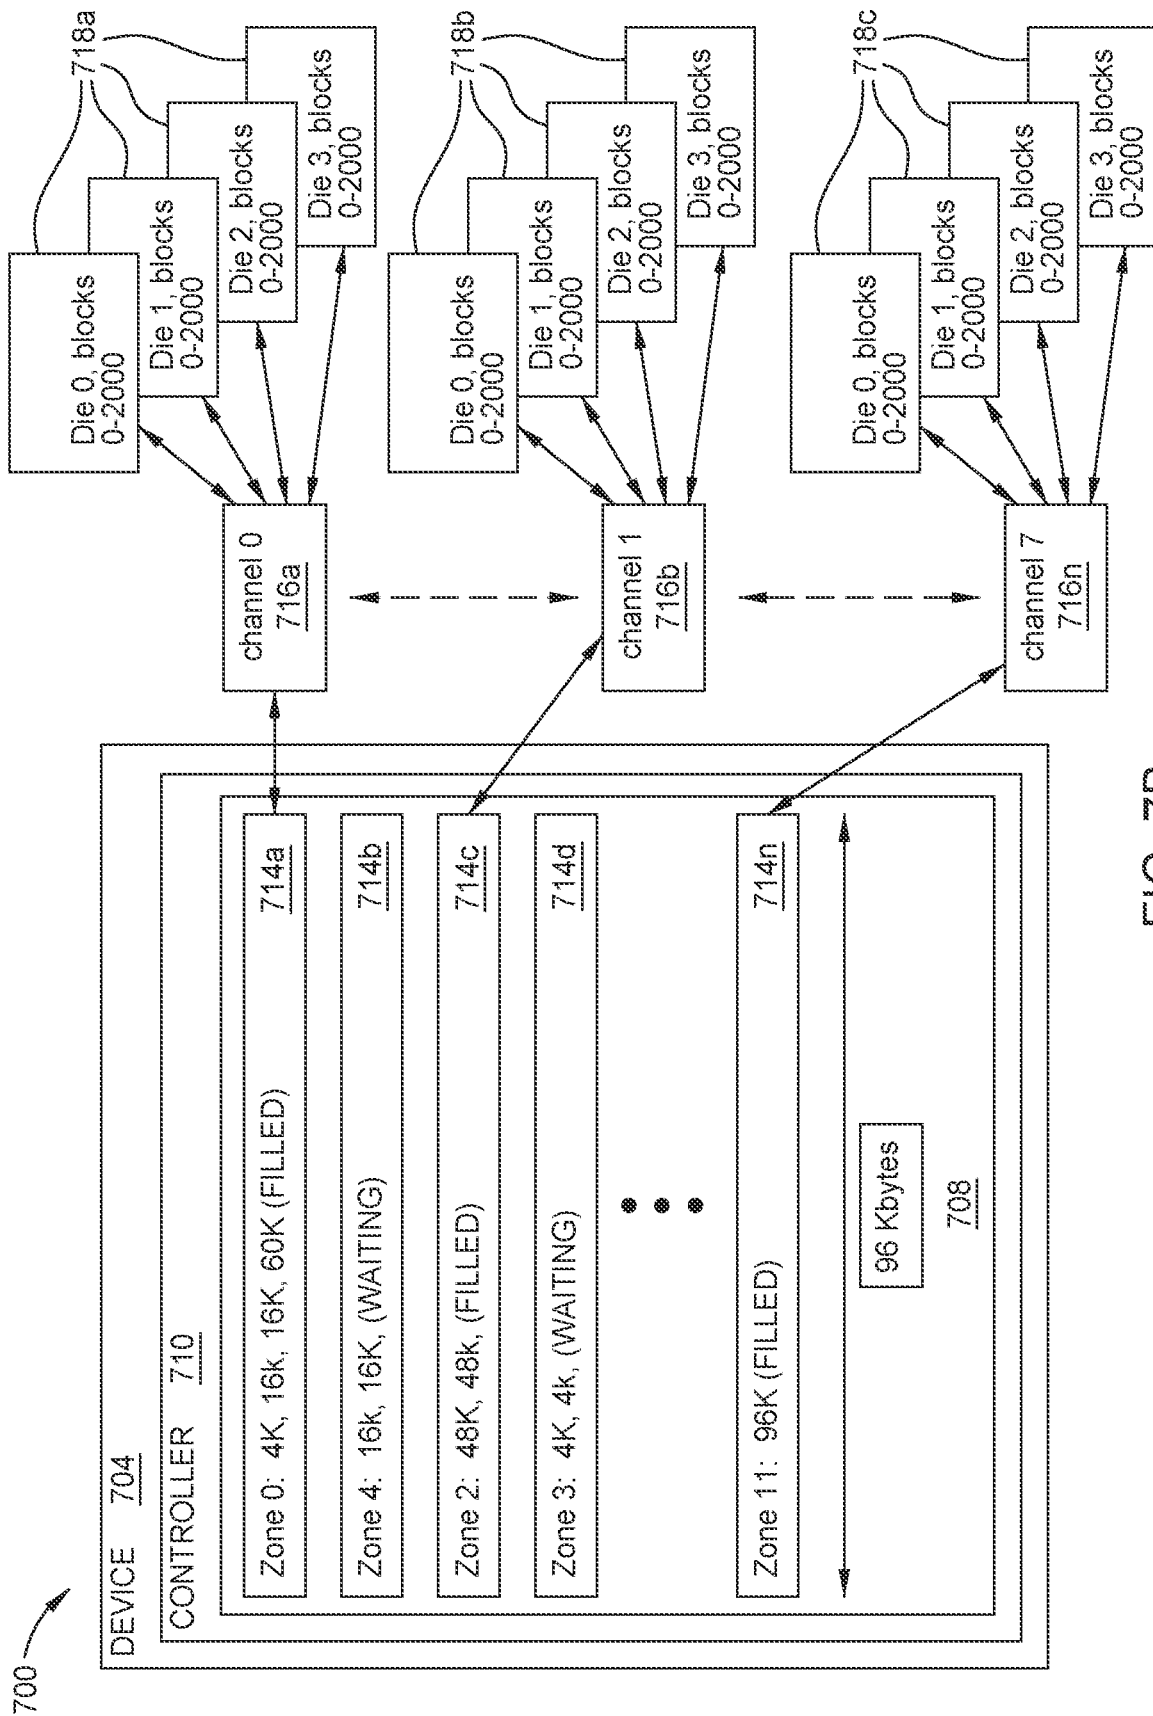 700
DEVICE 704
CONTROLLER 710
Zone 0: 4K, 16k, 16K, 60K (FILLED) 714a
Zone 4: 16k, 16K, (WAITING) 714b
Zone 2: 48K, 48k, (FILLED) 714c
Zone 3: 4K, 4k, (WAITING) 714d
Zone 11: 96K (FILLED) 714n
96 Kbytes
708
channel 0
716a
channel 1
716b
channel 7
716n
Die 0, blocks
0-2000
Die 1, blocks
0-2000
Die 2, blocks
0-2000
Die 3, blocks
0-2000
718a
Die 0, blocks
0-2000
Die 1, blocks
0-2000
Die 2, blocks
0-2000
Die 3, blocks
0-2000
718b
Die 0, blocks
0-2000
Die 1, blocks
0-2000
Die 2, blocks
0-2000
Die 3, blocks
0-2000
718c